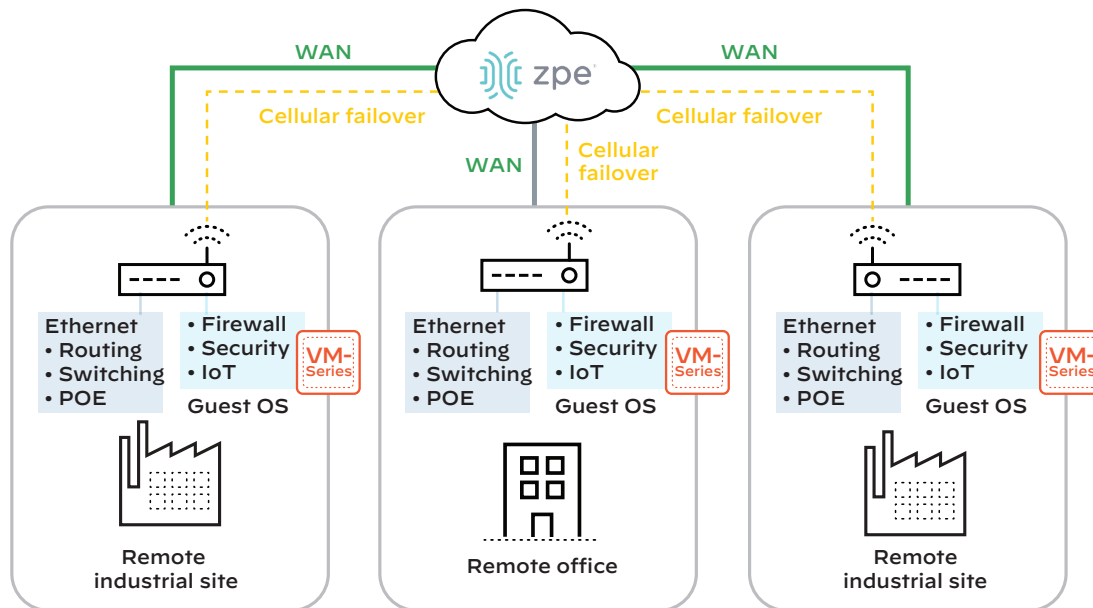 WAN
WAN
zpe
Cellular failover
Cellular failover
WAN
Cellular
failover
Ethernet
• Routing
• Switching
• POE
• Firewall
• Security
• IoT
VM-
Series
Guest OS
Remote
industrial site
Ethernet
• Routing
• Switching
• POE
• Firewall
• Security
• IoT
VM-
Series
Guest OS
Remote office
Ethernet
• Routing
• Switching
• POE
• Firewall
• Security
• IoT
VM-
Series
Guest OS
Remote
industrial site